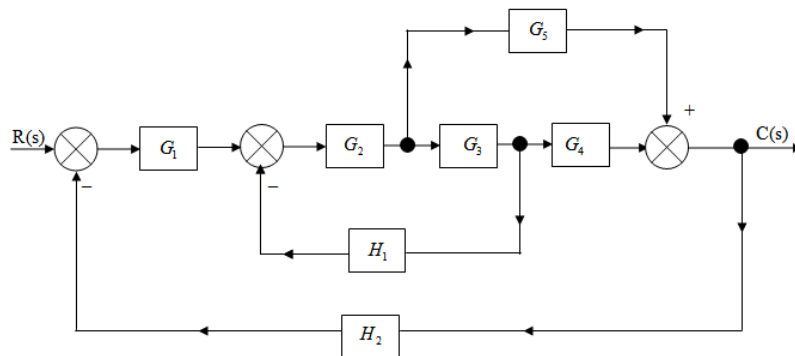 G₅
+
R(s)
G₁
G₂
G₃
G₄
C(s)
−
−
H₁
H₂